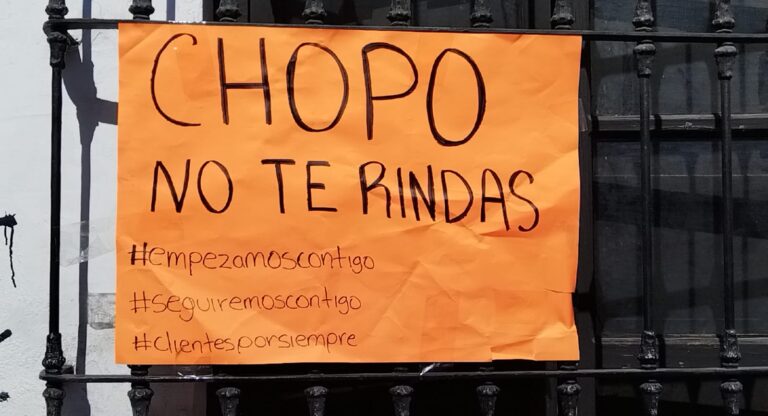 CHOPO
NO TE RINDAS
#empezamoscontigo
#seguiremoscontigo
#clientesporsiempre